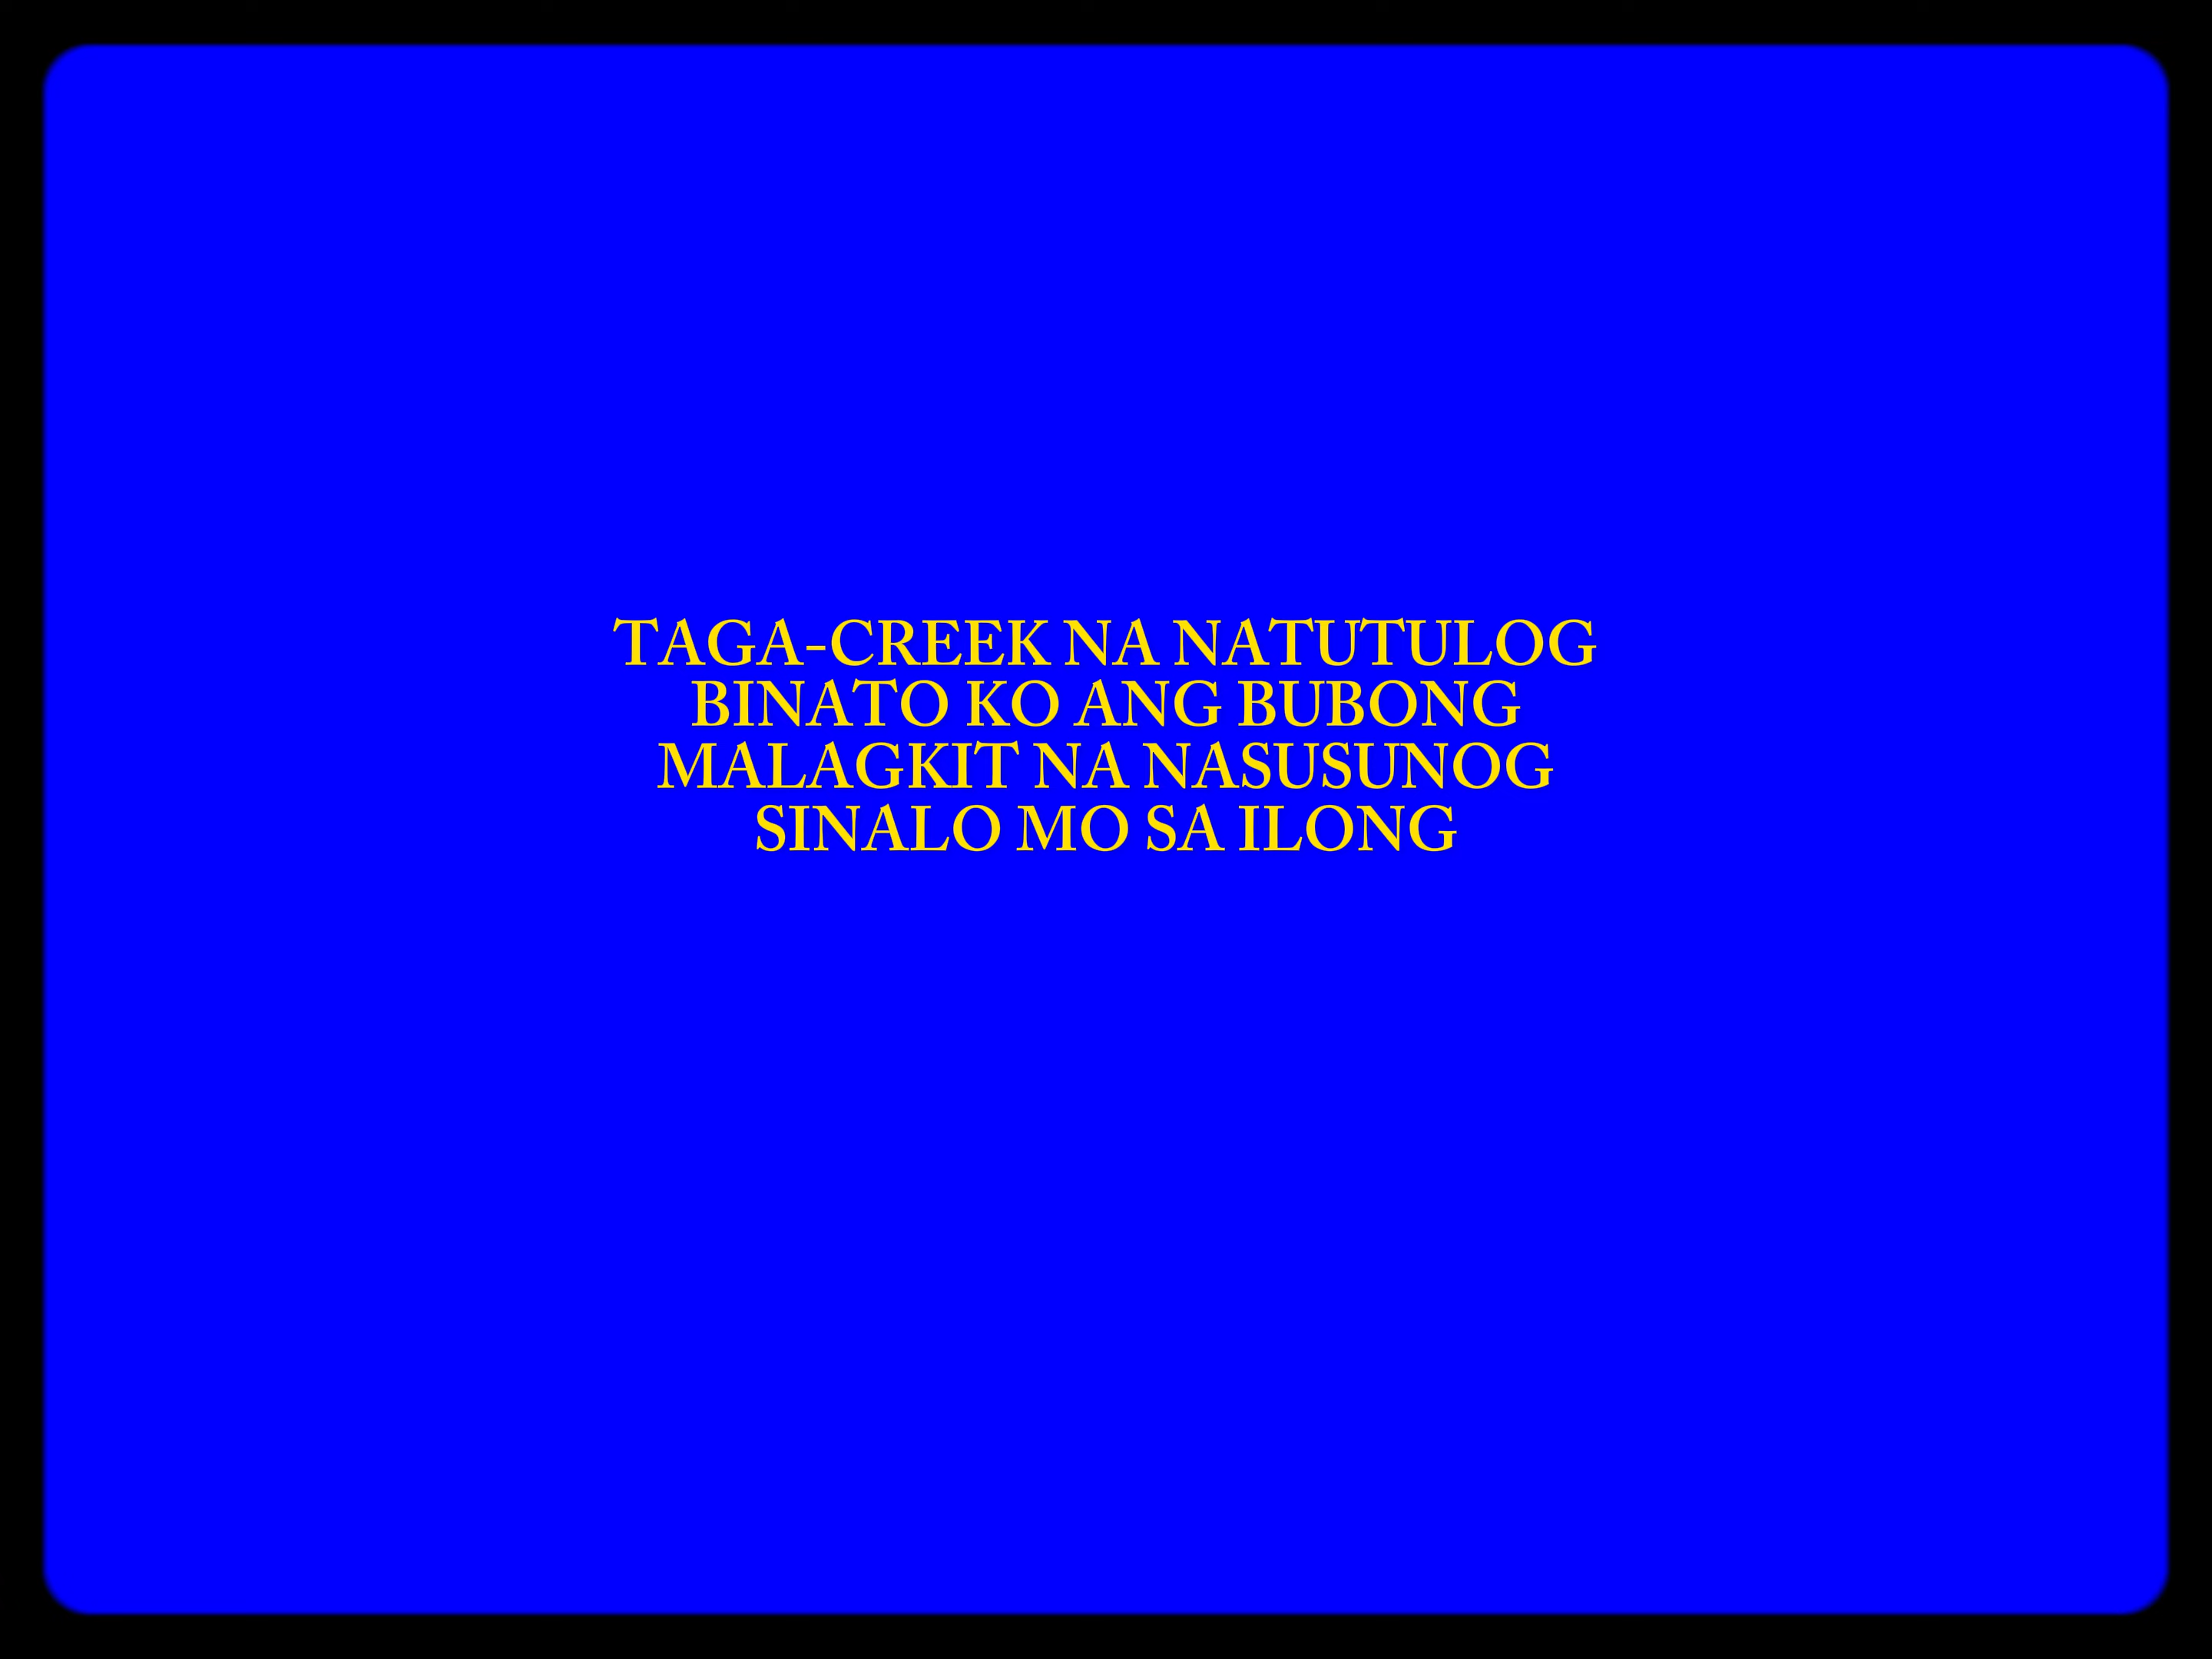 TAGA-CREEK NA NATUTULOG
BINATO KO ANG BUBONG
MALAGKIT NA NASUSUNOG
SINALO MO SA ILONG